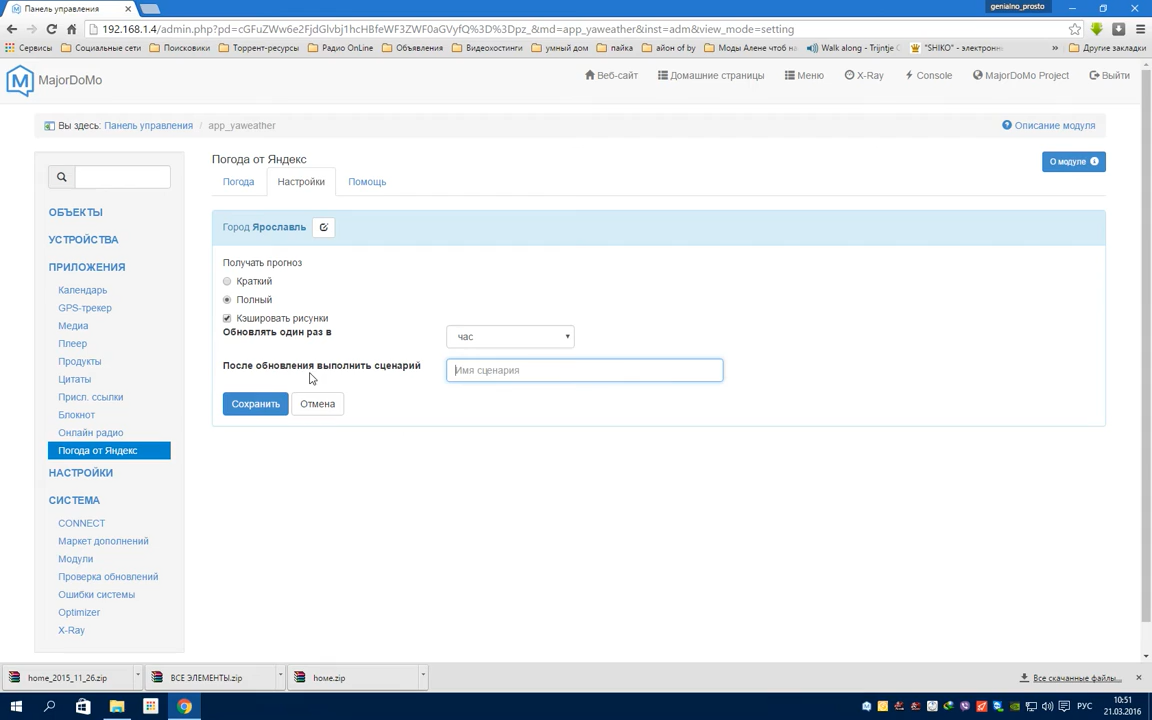 Панель управления
genialno_prosto
192.168.1.4/admin.php?pd=cGFuZWw6e2FjdGlvbj1hcHBfeWF3ZWF0aGVyfQ%3D%3Dpz_&md=app_yaweather&inst=adm&view_mode=setting
Сервисы Социальные сети Поисковики Торрент-ресурсы Радио OnLine Объявления Видеохостинги умный дом пайка айон of by Моды Алене чтоб на Walk along - Trijntje "SHIKO" - электронн » Другие закладки
MajorDoMo
Веб-сайт Домашние страницы Меню X-Ray Console MajorDoMo Project Выйти
Вы здесь: Панель управления / app_yaweather
Описание модуля
Погода от Яндекс
О модуле
Погода Настройки Помощь
ОБЪЕКТЫ
УСТРОЙСТВА
ПРИЛОЖЕНИЯ
Календарь
GPS-трекер
Медиа
Плеер
Продукты
Цитаты
Присл. ссылки
Блокнот
Онлайн радио
Погода от Яндекс
НАСТРОЙКИ
СИСТЕМА
CONNECT
Маркет дополнений
Модули
Проверка обновлений
Ошибки системы
Optimizer
X-Ray
Город Ярославль
Получать прогноз
Краткий
Полный
Кэшировать рисунки
Обновлять один раз в
час
После обновления выполнить сценарий
Имя сценария
Сохранить Отмена
home_2015_11_26.zip ВСЕ ЭЛЕМЕНТЫ.zip home.zip
Все скачанные файлы...
РУС
10:51
21.03.2016